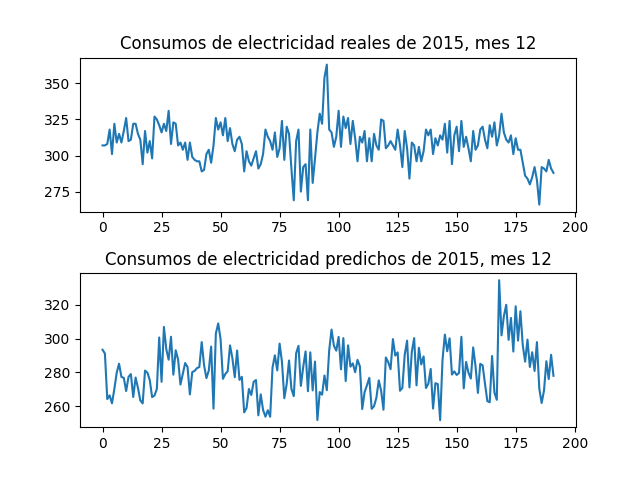 Consumos de electricidad reales de 2015, mes 12
350
325
300
275
0 25 50 75 100 125 150 175 200
Consumos de electricidad predichos de 2015, mes 12
320
300
280
260
0 25 50 75 100 125 150 175 200